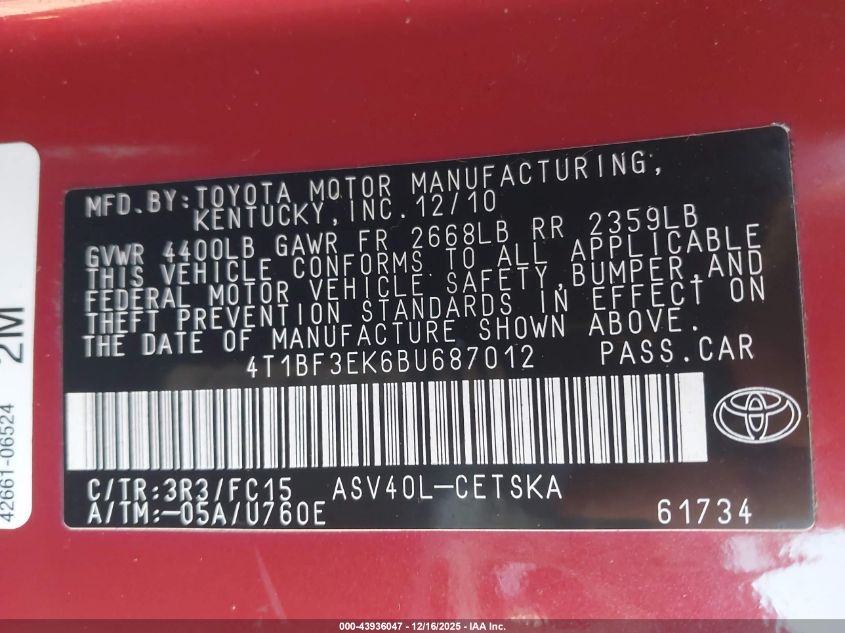 MFD.BY:TOYOTA MOTOR MANUFACTURING,
KENTUCKY,INC.12/10
GVWR 4400LB GAWR FR 2668LB RR 2359LB
THIS VEHICLE CONFORMS TO ALL APPLICABLE
FEDERAL MOTOR VEHICLE SAFETY,BUMPER,AND
THEFT PREVENTION STANDARDS IN EFFECT ON
THE DATE OF MANUFACTURE SHOWN ABOVE.
4T1BF3EK6BU687012 PASS.CAR
C/TR:3R3/FC15 ASV40L-CETSKA
A/TM:-05A/U760E 61734
2M
42661-06524
000-43936047 - 12/16/2025 - IAA Inc.